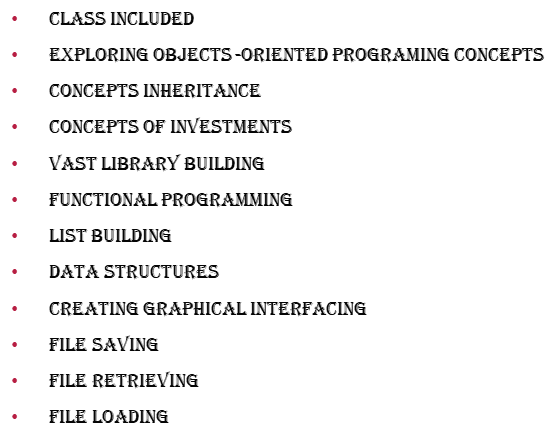 • CLASS INCLUDED
• EXPLORING OBJECTS -ORIENTED PROGRAMING CONCEPTS
• CONCEPTS INHERITANCE
• CONCEPTS OF INVESTMENTS
• VAST LIBRARY BUILDING
• FUNCTIONAL PROGRAMMING
• LIST BUILDING
• DATA STRUCTURES
• CREATING GRAPHICAL INTERFACING
• FILE SAVING
• FILE RETRIEVING
• FILE LOADING